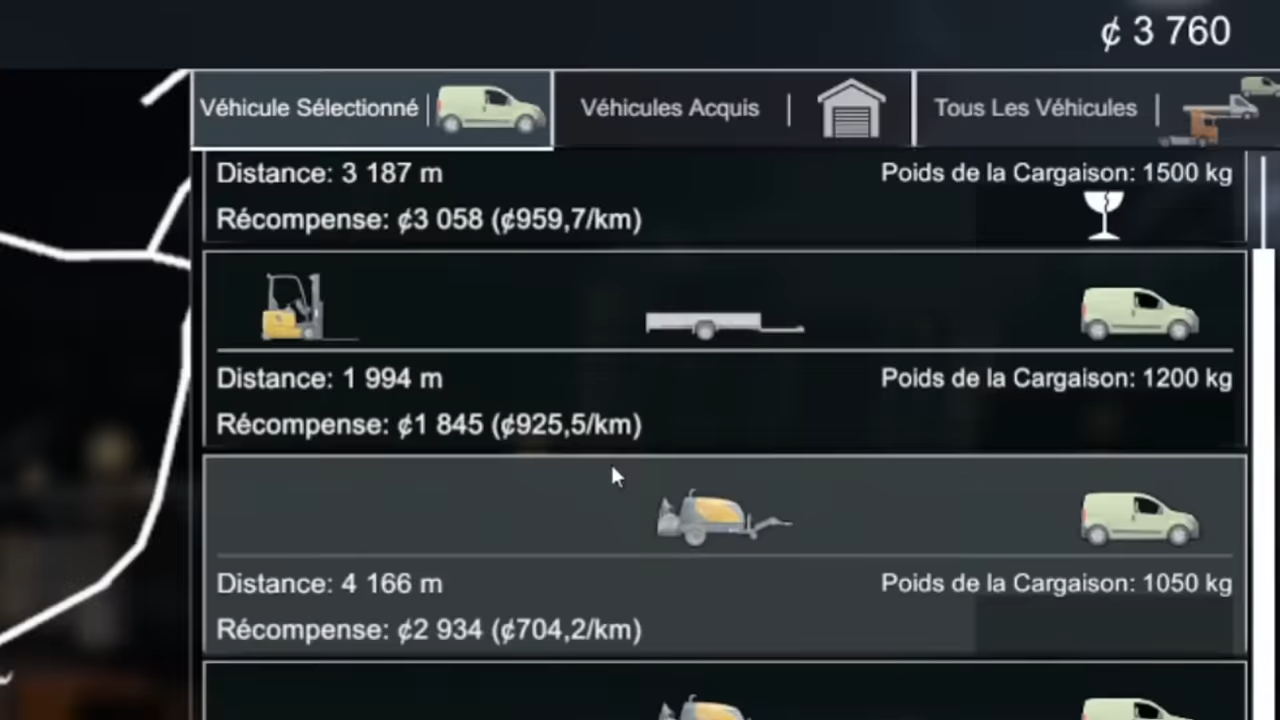 ₵ 3 760
Véhicule Sélectionné | Véhicules Acquis | Tous Les Véhicules |
Distance: 3 187 m Poids de la Cargaison: 1500 kg
Récompense: ₵3 058 (₵959,7/km)
Distance: 1 994 m Poids de la Cargaison: 1200 kg
Récompense: ₵1 845 (₵925,5/km)
Distance: 4 166 m Poids de la Cargaison: 1050 kg
Récompense: ₵2 934 (₵704,2/km)